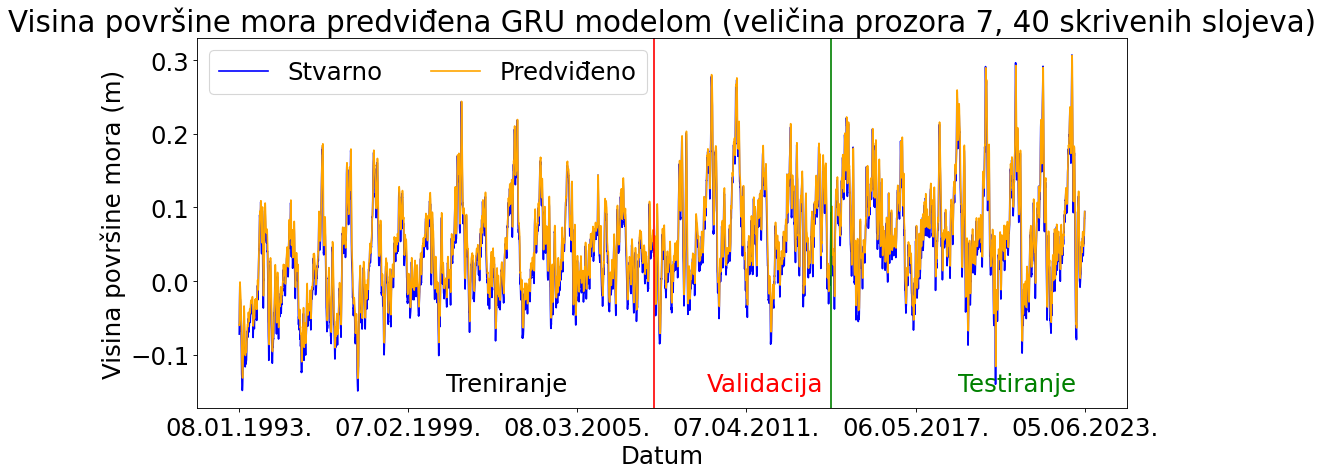 Visina površine mora predviđena GRU modelom (veličina prozora 7, 40 skrivenih slojeva)
Stvarno Predviđeno
Visina površine mora (m)
0.3
0.2
0.1
0.0
−0.1
Treniranje Validacija Testiranje
08.01.1993. 07.02.1999. 08.03.2005. 07.04.2011. 06.05.2017. 05.06.2023.
Datum